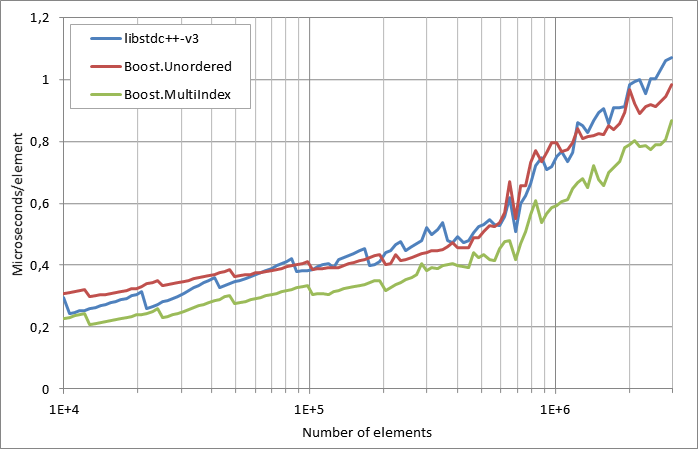 1,2
libstdc++-v3
Boost.Unordered
Boost.MultiIndex
1
0,8
0,6
0,4
0,2
0
Microseconds/element
1E+4
1E+5
1E+6
Number of elements